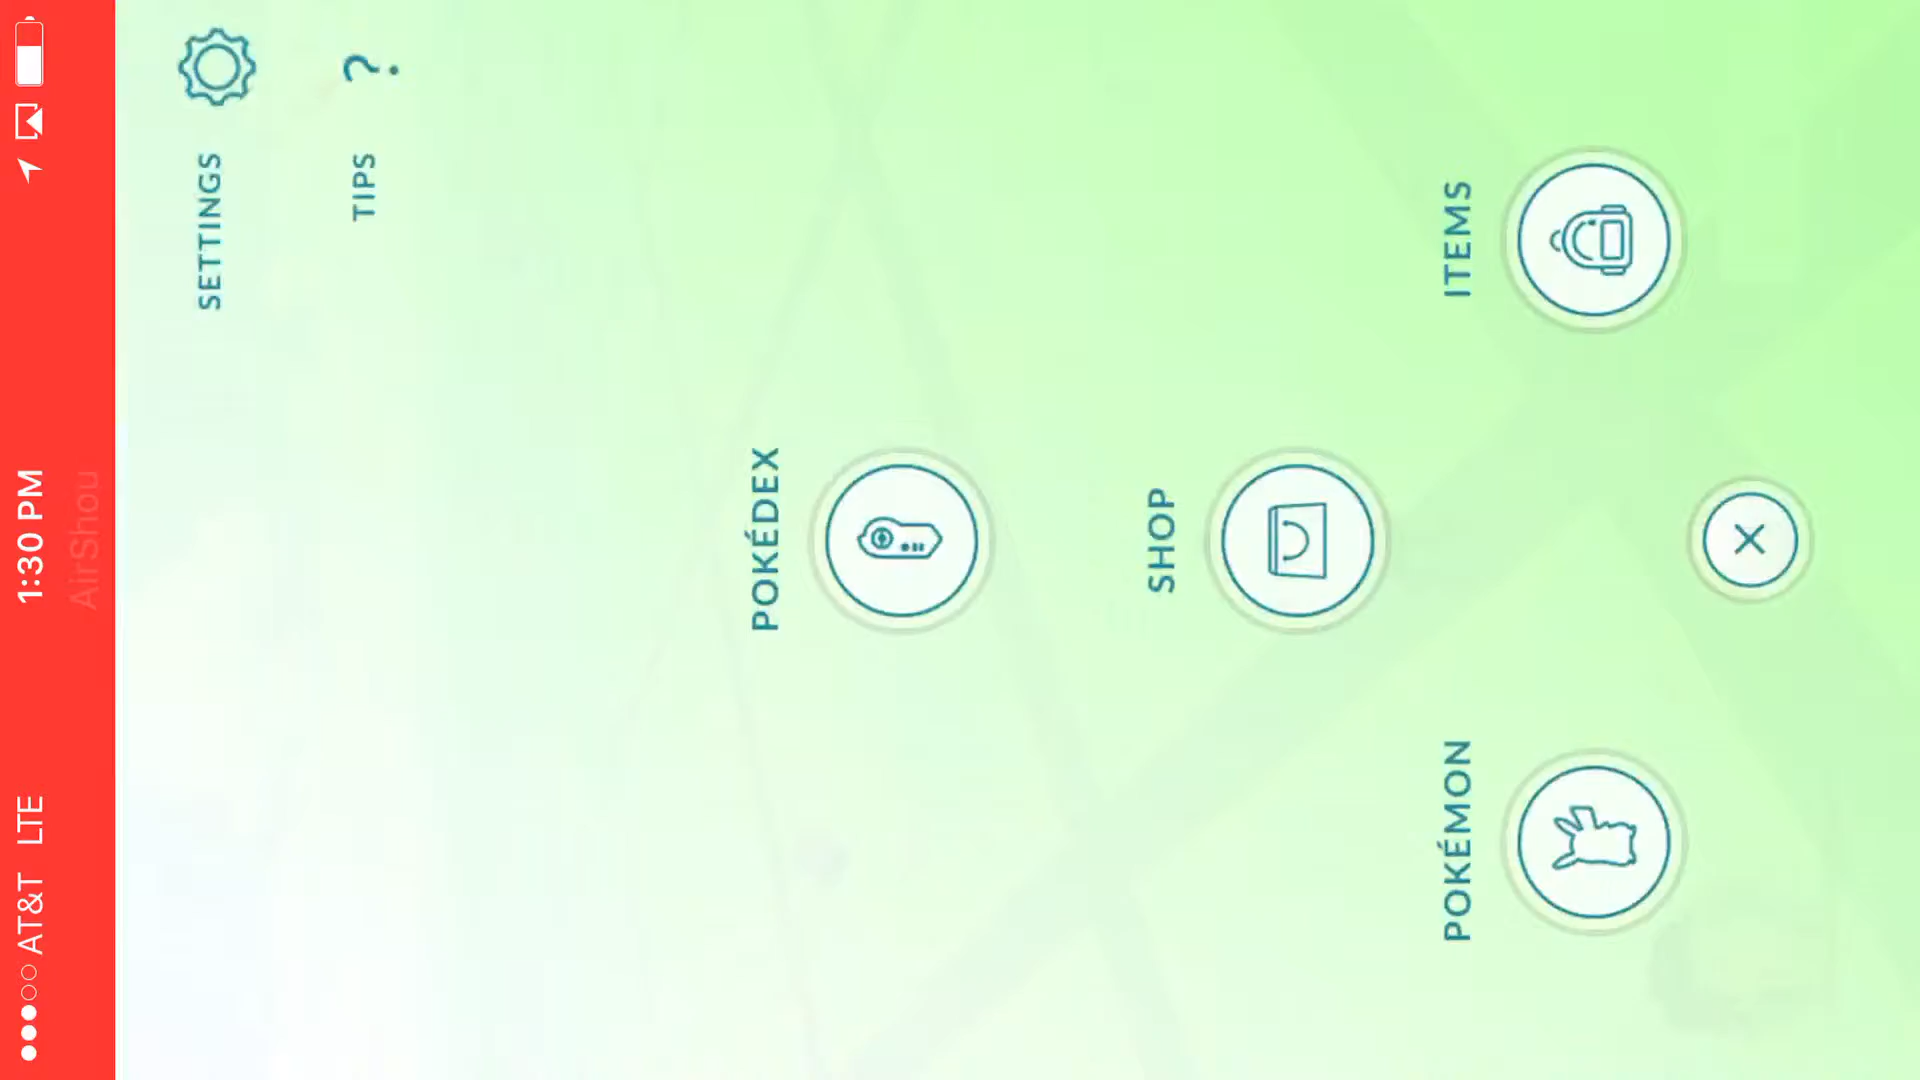 AT&T LTE 1:30 PM
AirShou
SETTINGS
?
TIPS
POKÉDEX
SHOP
POKÉMON
ITEMS